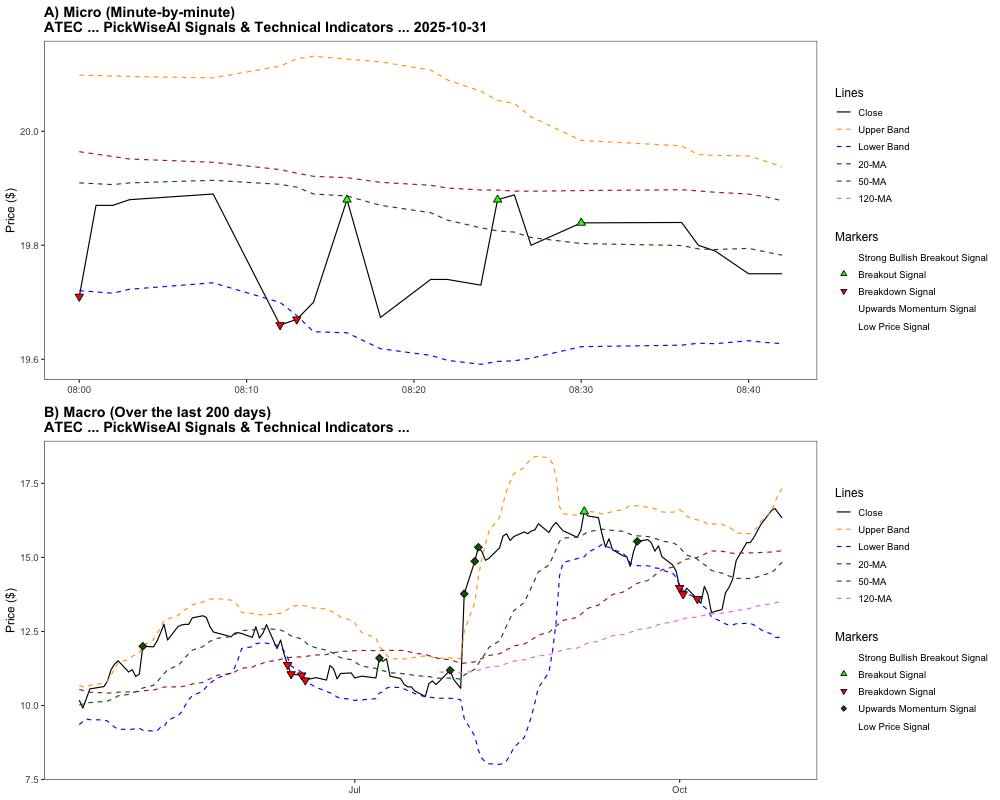 A) Micro (Minute-by-minute)
ATEC ... PickWiseAI Signals & Technical Indicators ... 2025-10-31
Price ($)
20.0
19.8
19.6
08:00
08:10
08:20
08:30
08:40
Lines
Close
Upper Band
Lower Band
20-MA
50-MA
120-MA
Markers
Strong Bullish Breakout Signal
Breakout Signal
Breakdown Signal
Upwards Momentum Signal
Low Price Signal
B) Macro (Over the last 200 days)
ATEC ... PickWiseAI Signals & Technical Indicators ...
Price ($)
17.5
15.0
12.5
10.0
7.5
Jul
Oct
Lines
Close
Upper Band
Lower Band
20-MA
50-MA
120-MA
Markers
Strong Bullish Breakout Signal
Breakout Signal
Breakdown Signal
Upwards Momentum Signal
Low Price Signal